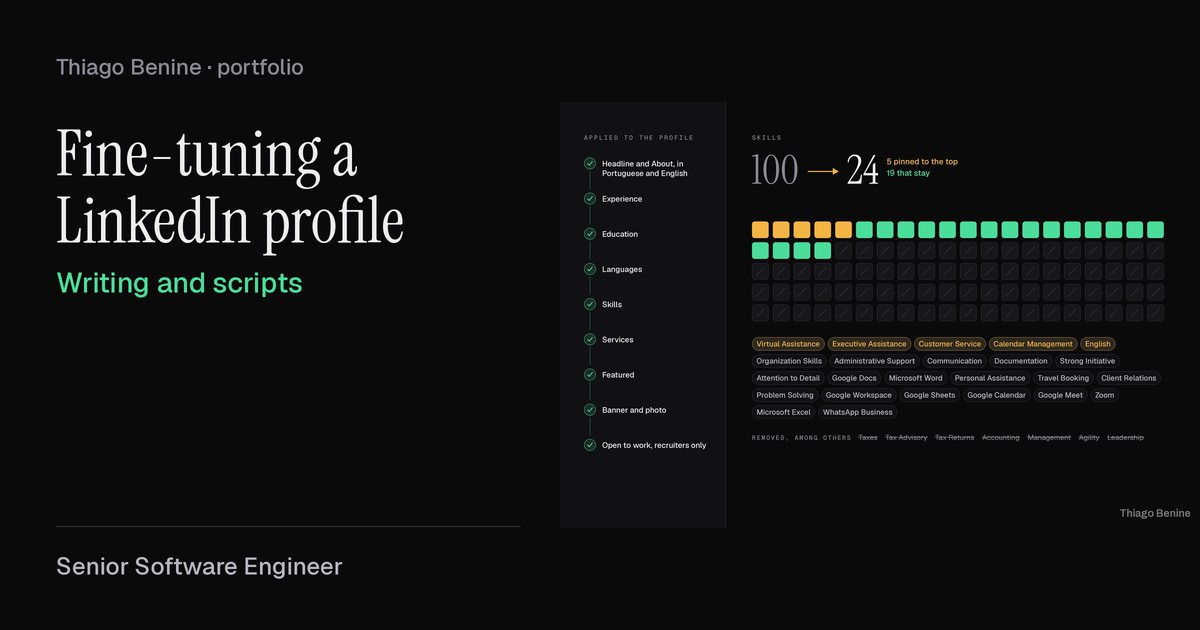 Thiago Benine · portfolio
Fine-tuning a
LinkedIn profile
Writing and scripts
Senior Software Engineer
APPLIED TO THE PROFILE
Headline and About, in
Portuguese and English
Experience
Education
Languages
Skills
Services
Featured
Banner and photo
Open to work, recruiters only
SKILLS
100 → 24
5 pinned to the top
19 that stay
Virtual Assistance Executive Assistance Customer Service Calendar Management English
Organization Skills Administrative Support Communication Documentation Strong Initiative
Attention to Detail Google Docs Microsoft Word Personal Assistance Travel Booking Client Relations
Problem Solving Google Workspace Google Sheets Google Calendar Google Meet Zoom
Microsoft Excel WhatsApp Business
REMOVED, AMONG OTHERS Taxes Tax Advisory Tax Returns Accounting Management Agility Leadership
Thiago Benine